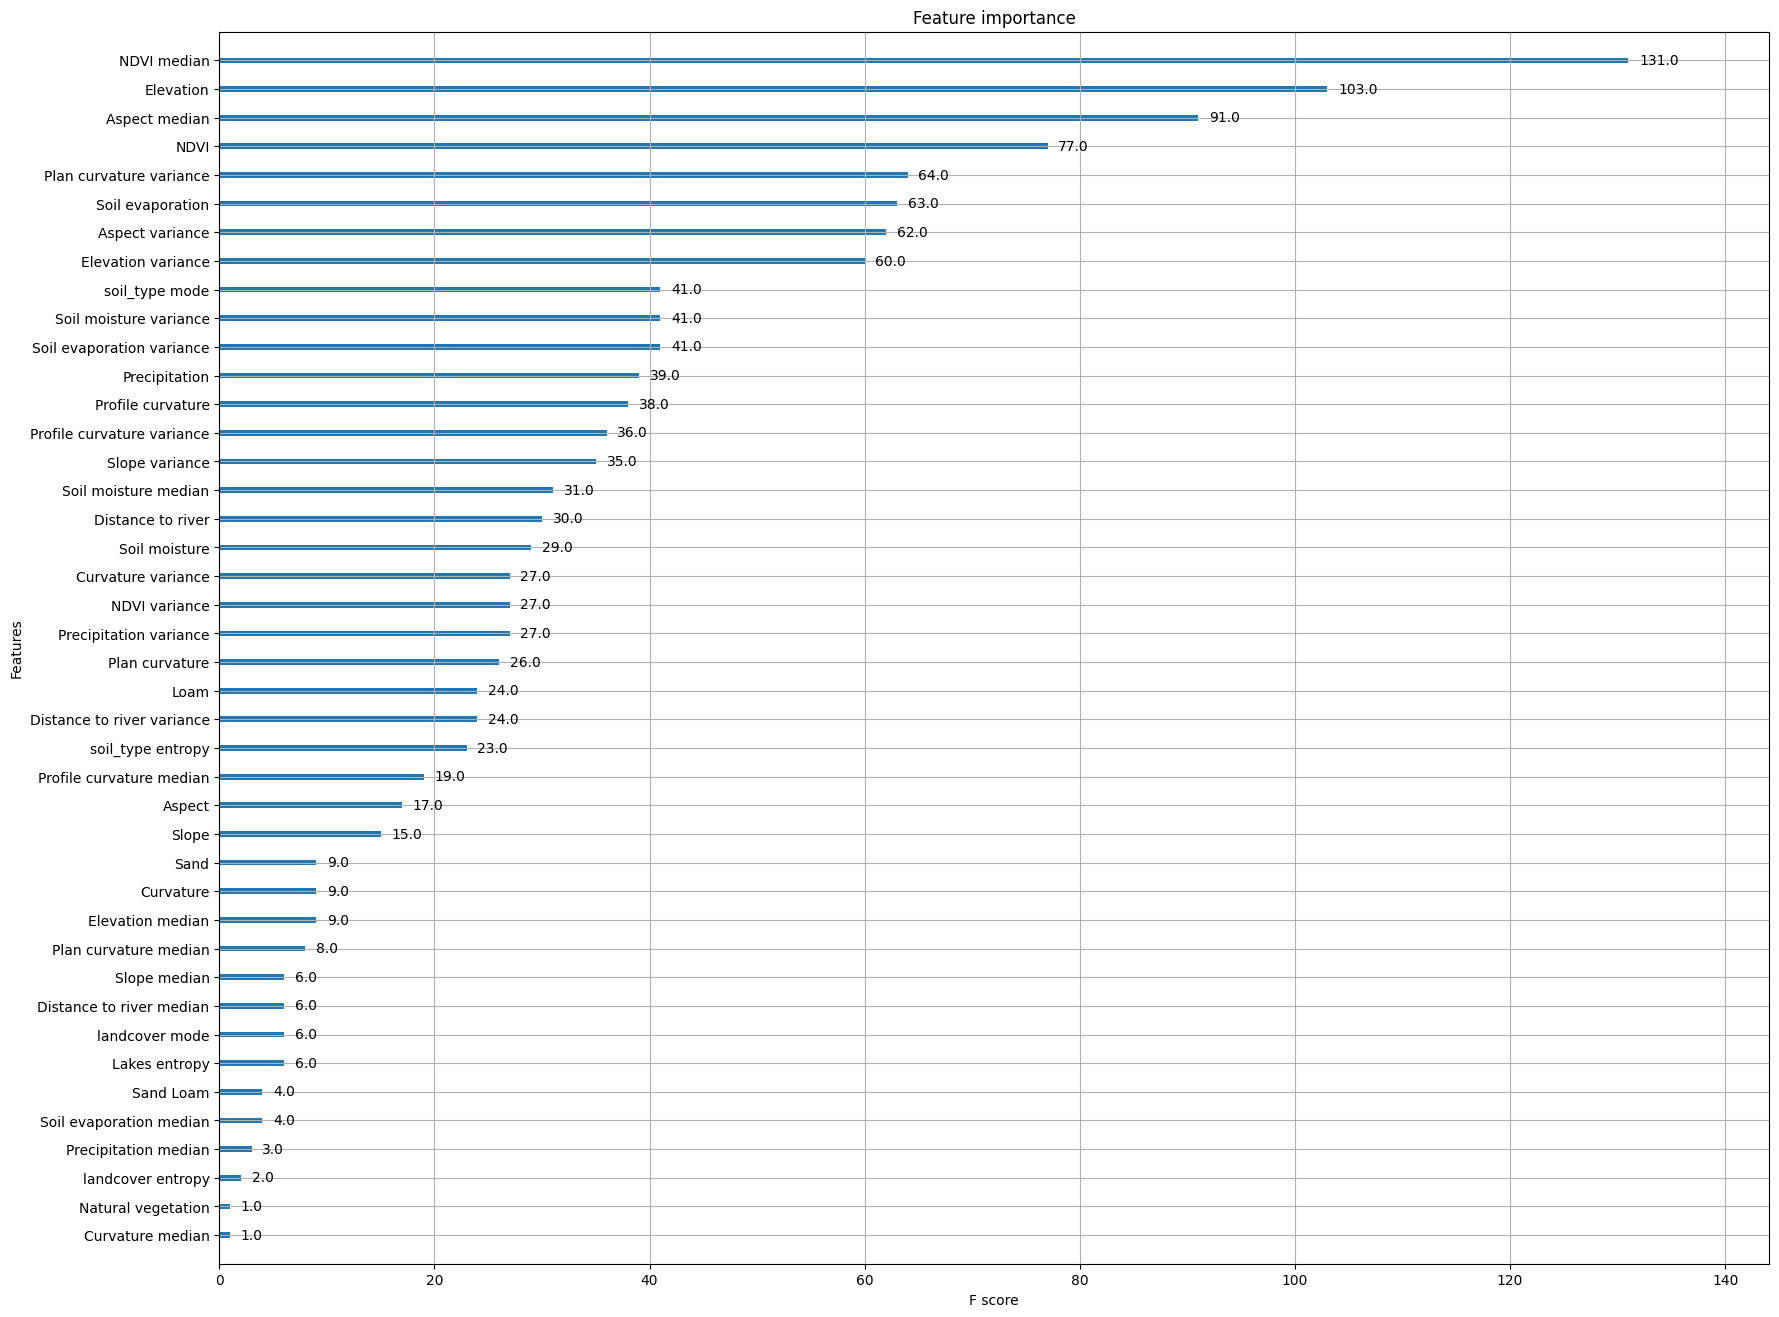 Feature importance
NDVI median 131.0
Elevation 103.0
Aspect median 91.0
NDVI 77.0
Plan curvature variance 64.0
Soil evaporation 63.0
Aspect variance 62.0
Elevation variance 60.0
soil_type mode 41.0
Soil moisture variance 41.0
Soil evaporation variance 41.0
Precipitation 39.0
Profile curvature 38.0
Profile curvature variance 36.0
Slope variance 35.0
Soil moisture median 31.0
Distance to river 30.0
Soil moisture 29.0
Curvature variance 27.0
NDVI variance 27.0
Precipitation variance 27.0
Plan curvature 26.0
Loam 24.0
Distance to river variance 24.0
soil_type entropy 23.0
Profile curvature median 19.0
Aspect 17.0
Slope 15.0
Sand 9.0
Curvature 9.0
Elevation median 9.0
Plan curvature median 8.0
Slope median 6.0
Distance to river median 6.0
landcover mode 6.0
Lakes entropy 6.0
Sand Loam 4.0
Soil evaporation median 4.0
Precipitation median 3.0
landcover entropy 2.0
Natural vegetation 1.0
Curvature median 1.0
Features
0 20 40 60 80 100 120 140
F score